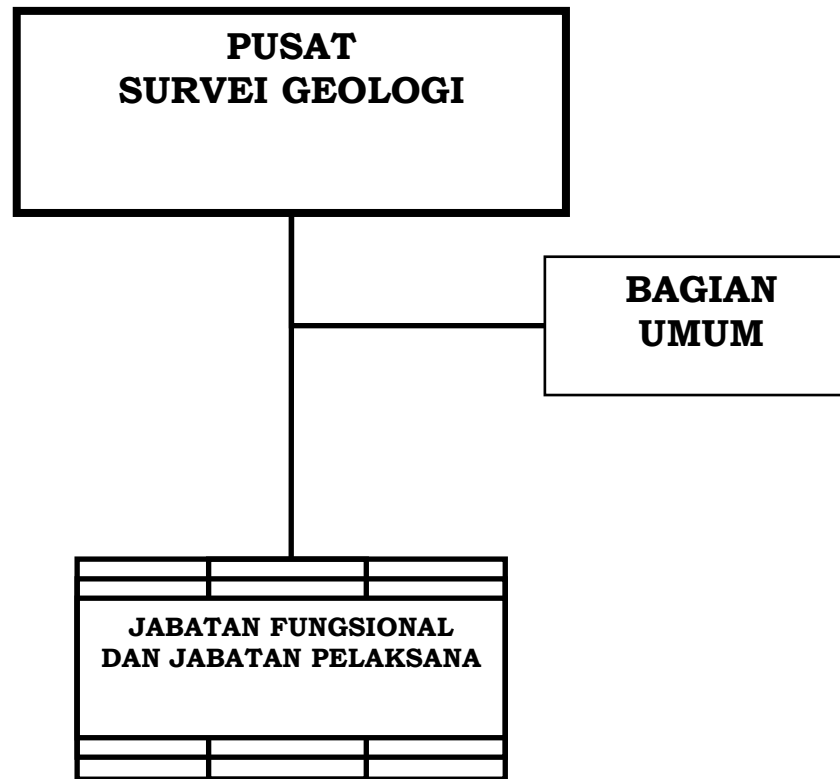 PUSAT
SURVEI GEOLOGI
BAGIAN
UMUM
JABATAN FUNGSIONAL
DAN JABATAN PELAKSANA